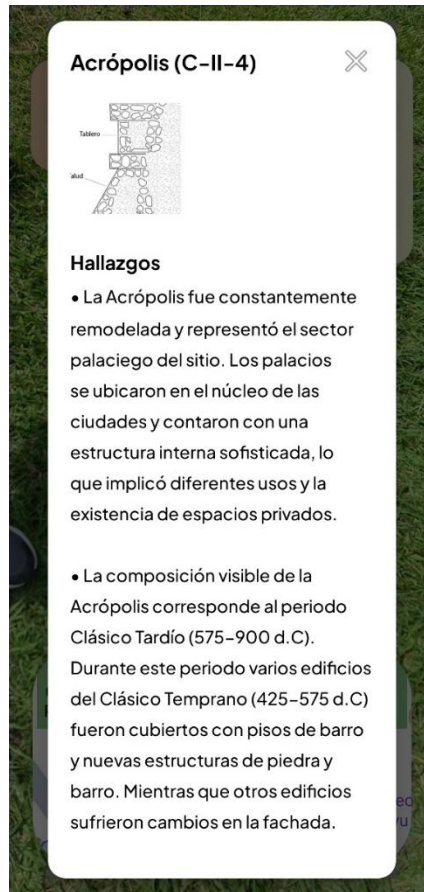 Acrópolis (C-II-4)
Tablero
alud
Hallazgos
• La Acrópolis fue constantemente
remodelada y representó el sector
palaciego del sitio. Los palacios
se ubicaron en el núcleo de las
ciudades y contaron con una
estructura interna sofisticada, lo
que implicó diferentes usos y la
existencia de espacios privados.
• La composición visible de la
Acrópolis corresponde al periodo
Clásico Tardío (575–900 d.C).
Durante este periodo varios edificios
del Clásico Temprano (425–575 d.C)
fueron cubiertos con pisos de barro
y nuevas estructuras de piedra y
barro. Mientras que otros edificios
sufrieron cambios en la fachada.